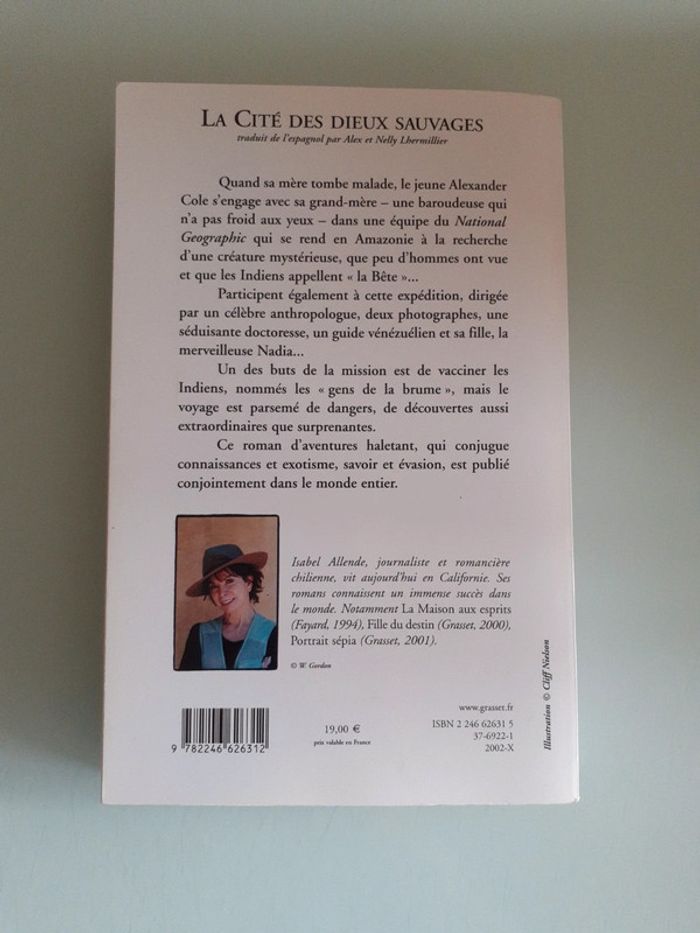 LA CITÉ DES DIEUX SAUVAGES
traduit de l'espagnol par Alex et Nelly Lhermillier
Quand sa mère tombe malade, le jeune Alexander
Cole s'engage avec sa grand-mère – une baroudeuse qui
n'a pas froid aux yeux – dans une équipe du National
Geographic qui se rend en Amazonie à la recherche
d'une créature mystérieuse, que peu d'hommes ont vue
et que les Indiens appellent « la Bête »...
Participent également à cette expédition, dirigée
par un célèbre anthropologue, deux photographes, une
séduisante doctoresse, un guide vénézuélien et sa fille, la
merveilleuse Nadia...
Un des buts de la mission est de vacciner les
Indiens, nommés les « gens de la brume », mais le
voyage est parsemé de dangers, de découvertes aussi
extraordinaires que surprenantes.
Ce roman d'aventures haletant, qui conjugue
connaissances et exotisme, savoir et évasion, est publié
conjointement dans le monde entier.
Isabel Allende, journaliste et romancière
chilienne, vit aujourd'hui en Californie. Ses
romans connaissent un immense succès dans
le monde. Notamment La Maison aux esprits
(Fayard, 1994), Fille du destin (Grasset, 2000),
Portrait sépia (Grasset, 2001).
© W. Gordon
Illustration © Cliff Nielson
www.grasset.fr
ISBN 2 246 62631 5
37-6922-1
2002-X
19,00 €
prix valable en France
9 782246 626312